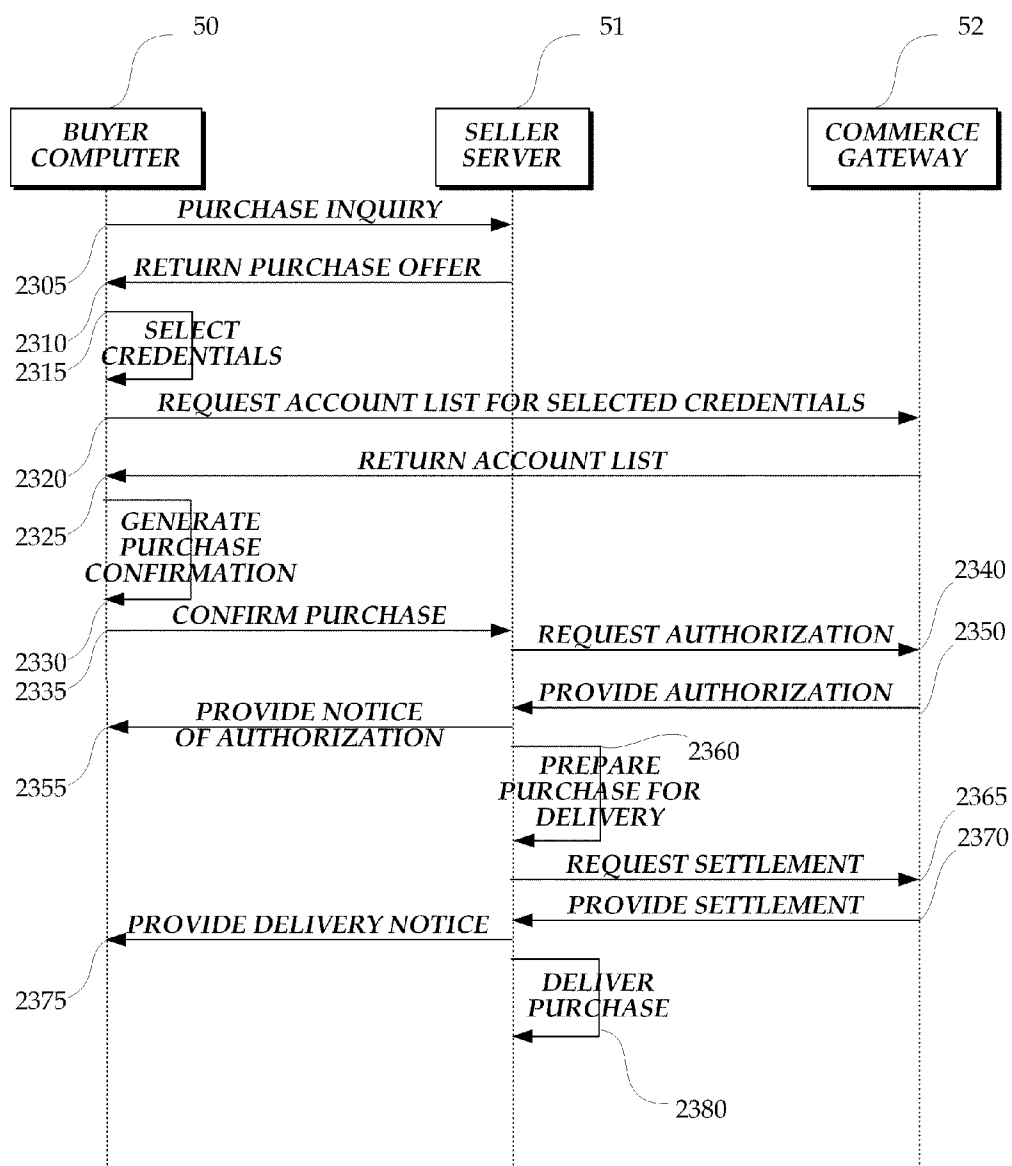 50
51
52
BUYER
COMPUTER
SELLER
SERVER
COMMERCE
GATEWAY
PURCHASE INQUIRY
2305
RETURN PURCHASE OFFER
2310
SELECT
CREDENTIALS
2315
REQUEST ACCOUNT LIST FOR SELECTED CREDENTIALS
2320
RETURN ACCOUNT LIST
2325
GENERATE
PURCHASE
CONFIRMATION
2330
CONFIRM PURCHASE
2335
REQUEST AUTHORIZATION
2340
PROVIDE AUTHORIZATION
2350
PROVIDE NOTICE
OF AUTHORIZATION
2355
PREPARE
PURCHASE FOR
DELIVERY
2360
REQUEST SETTLEMENT
2365
PROVIDE SETTLEMENT
2370
PROVIDE DELIVERY NOTICE
2375
DELIVER
PURCHASE
2380